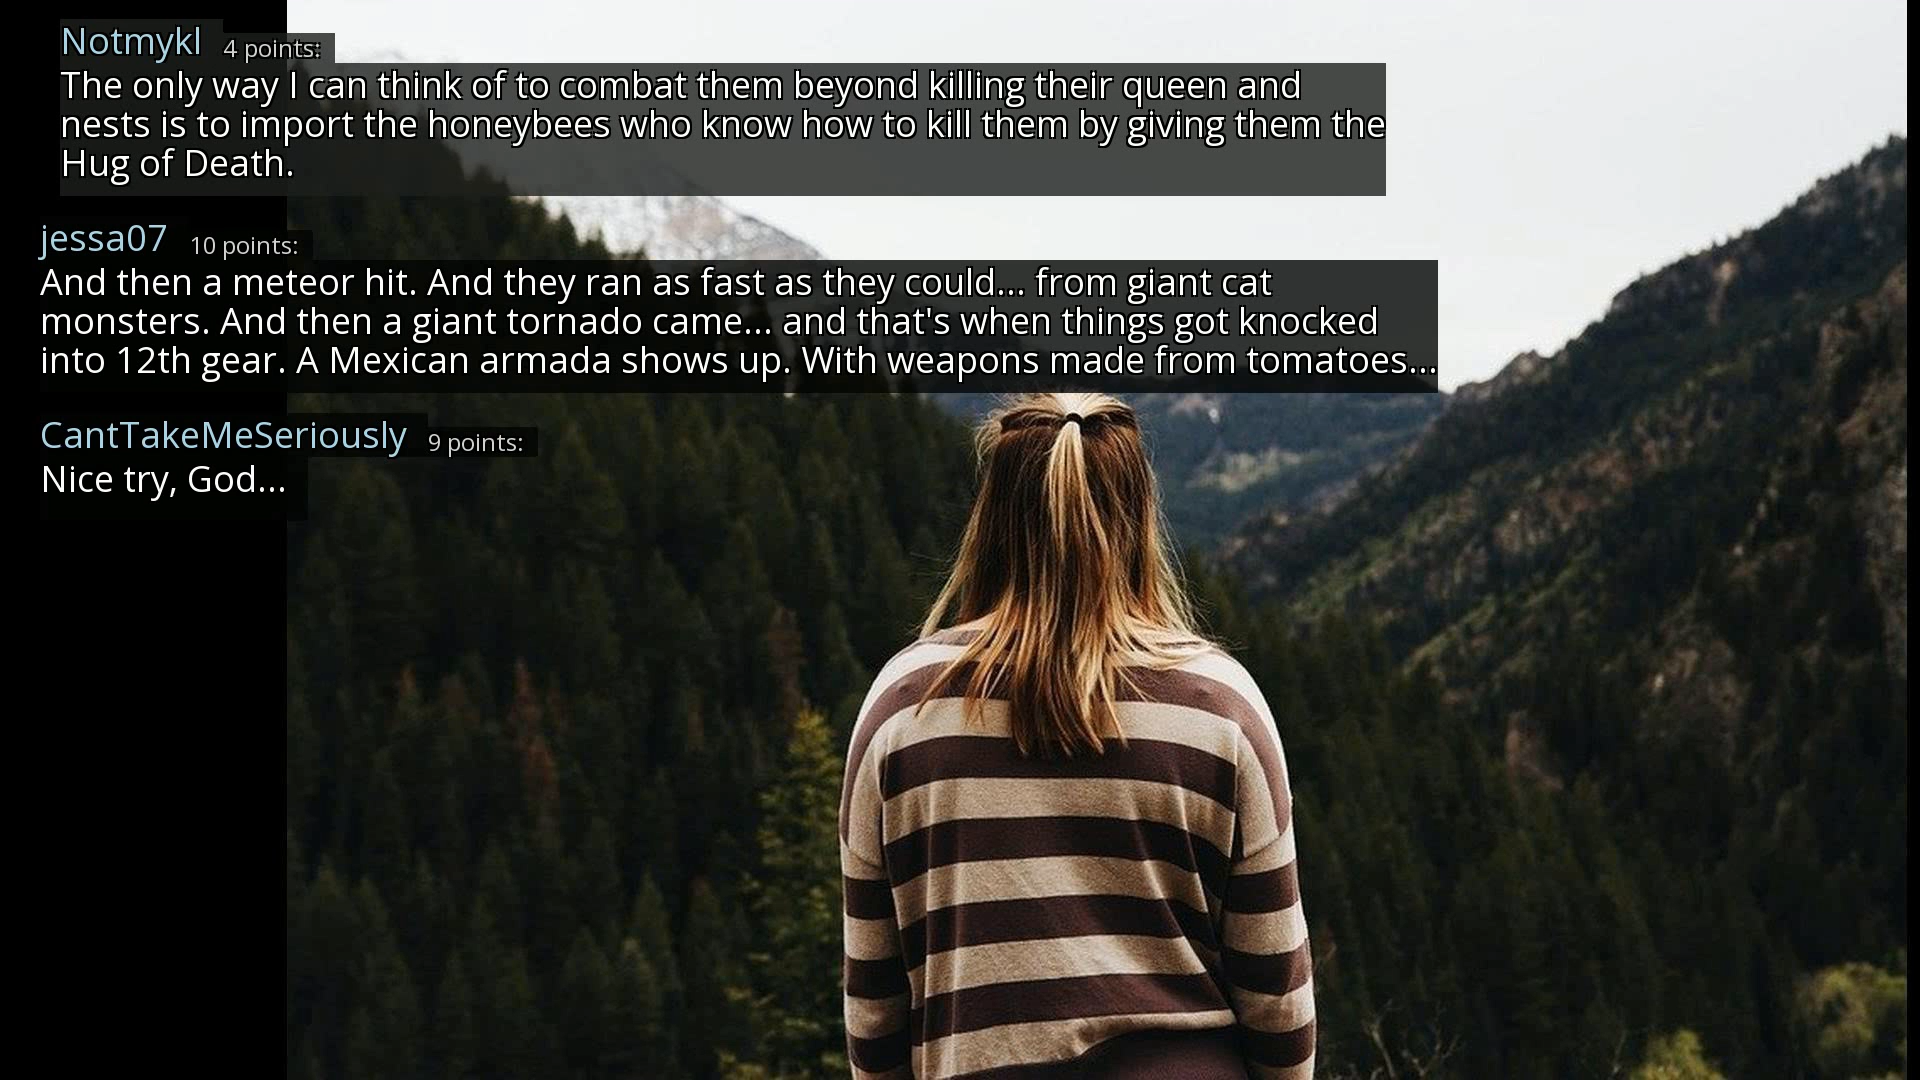 Notmykl 4 points:
The only way I can think of to combat them beyond killing their queen and
nests is to import the honeybees who know how to kill them by giving them the
Hug of Death.
jessa07 10 points:
And then a meteor hit. And they ran as fast as they could... from giant cat
monsters. And then a giant tornado came... and that's when things got knocked
into 12th gear. A Mexican armada shows up. With weapons made from tomatoes...
CantTakeMeSeriously 9 points:
Nice try, God...